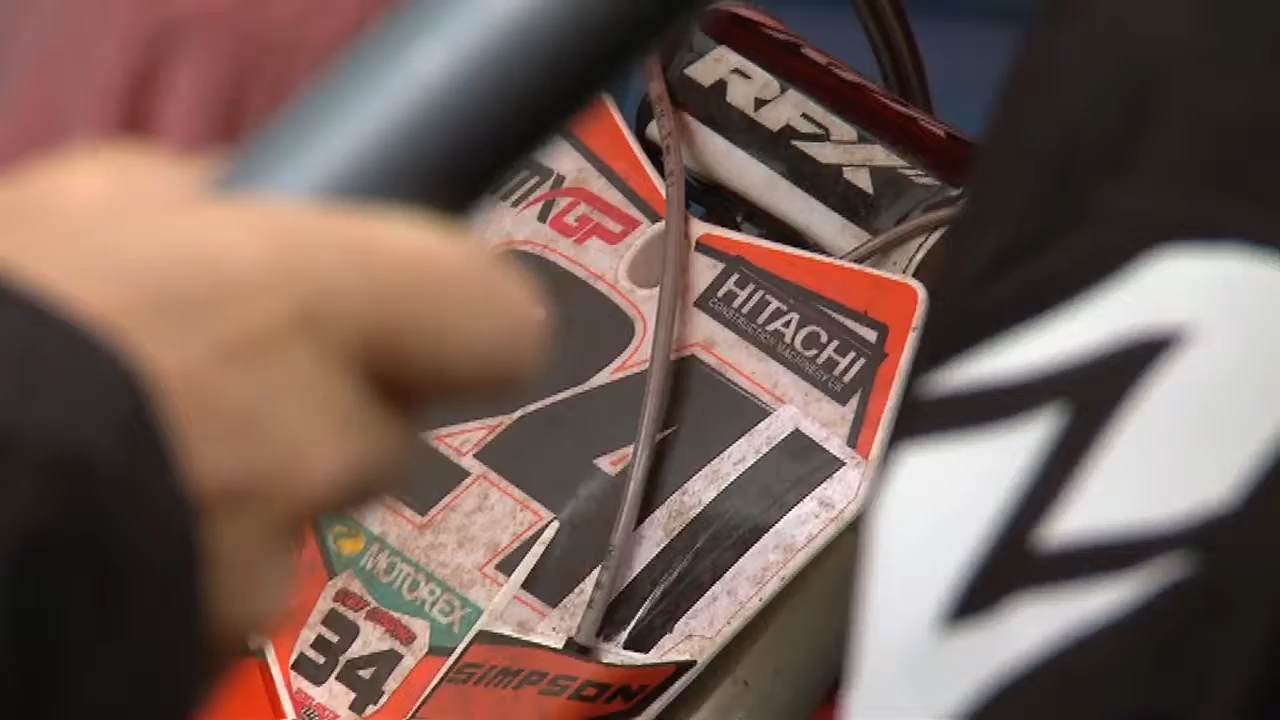 RFX
MXGP
HITACHI
CONSTRUCTION MACHINERY UK
MOTOREX
34
SIMPSON